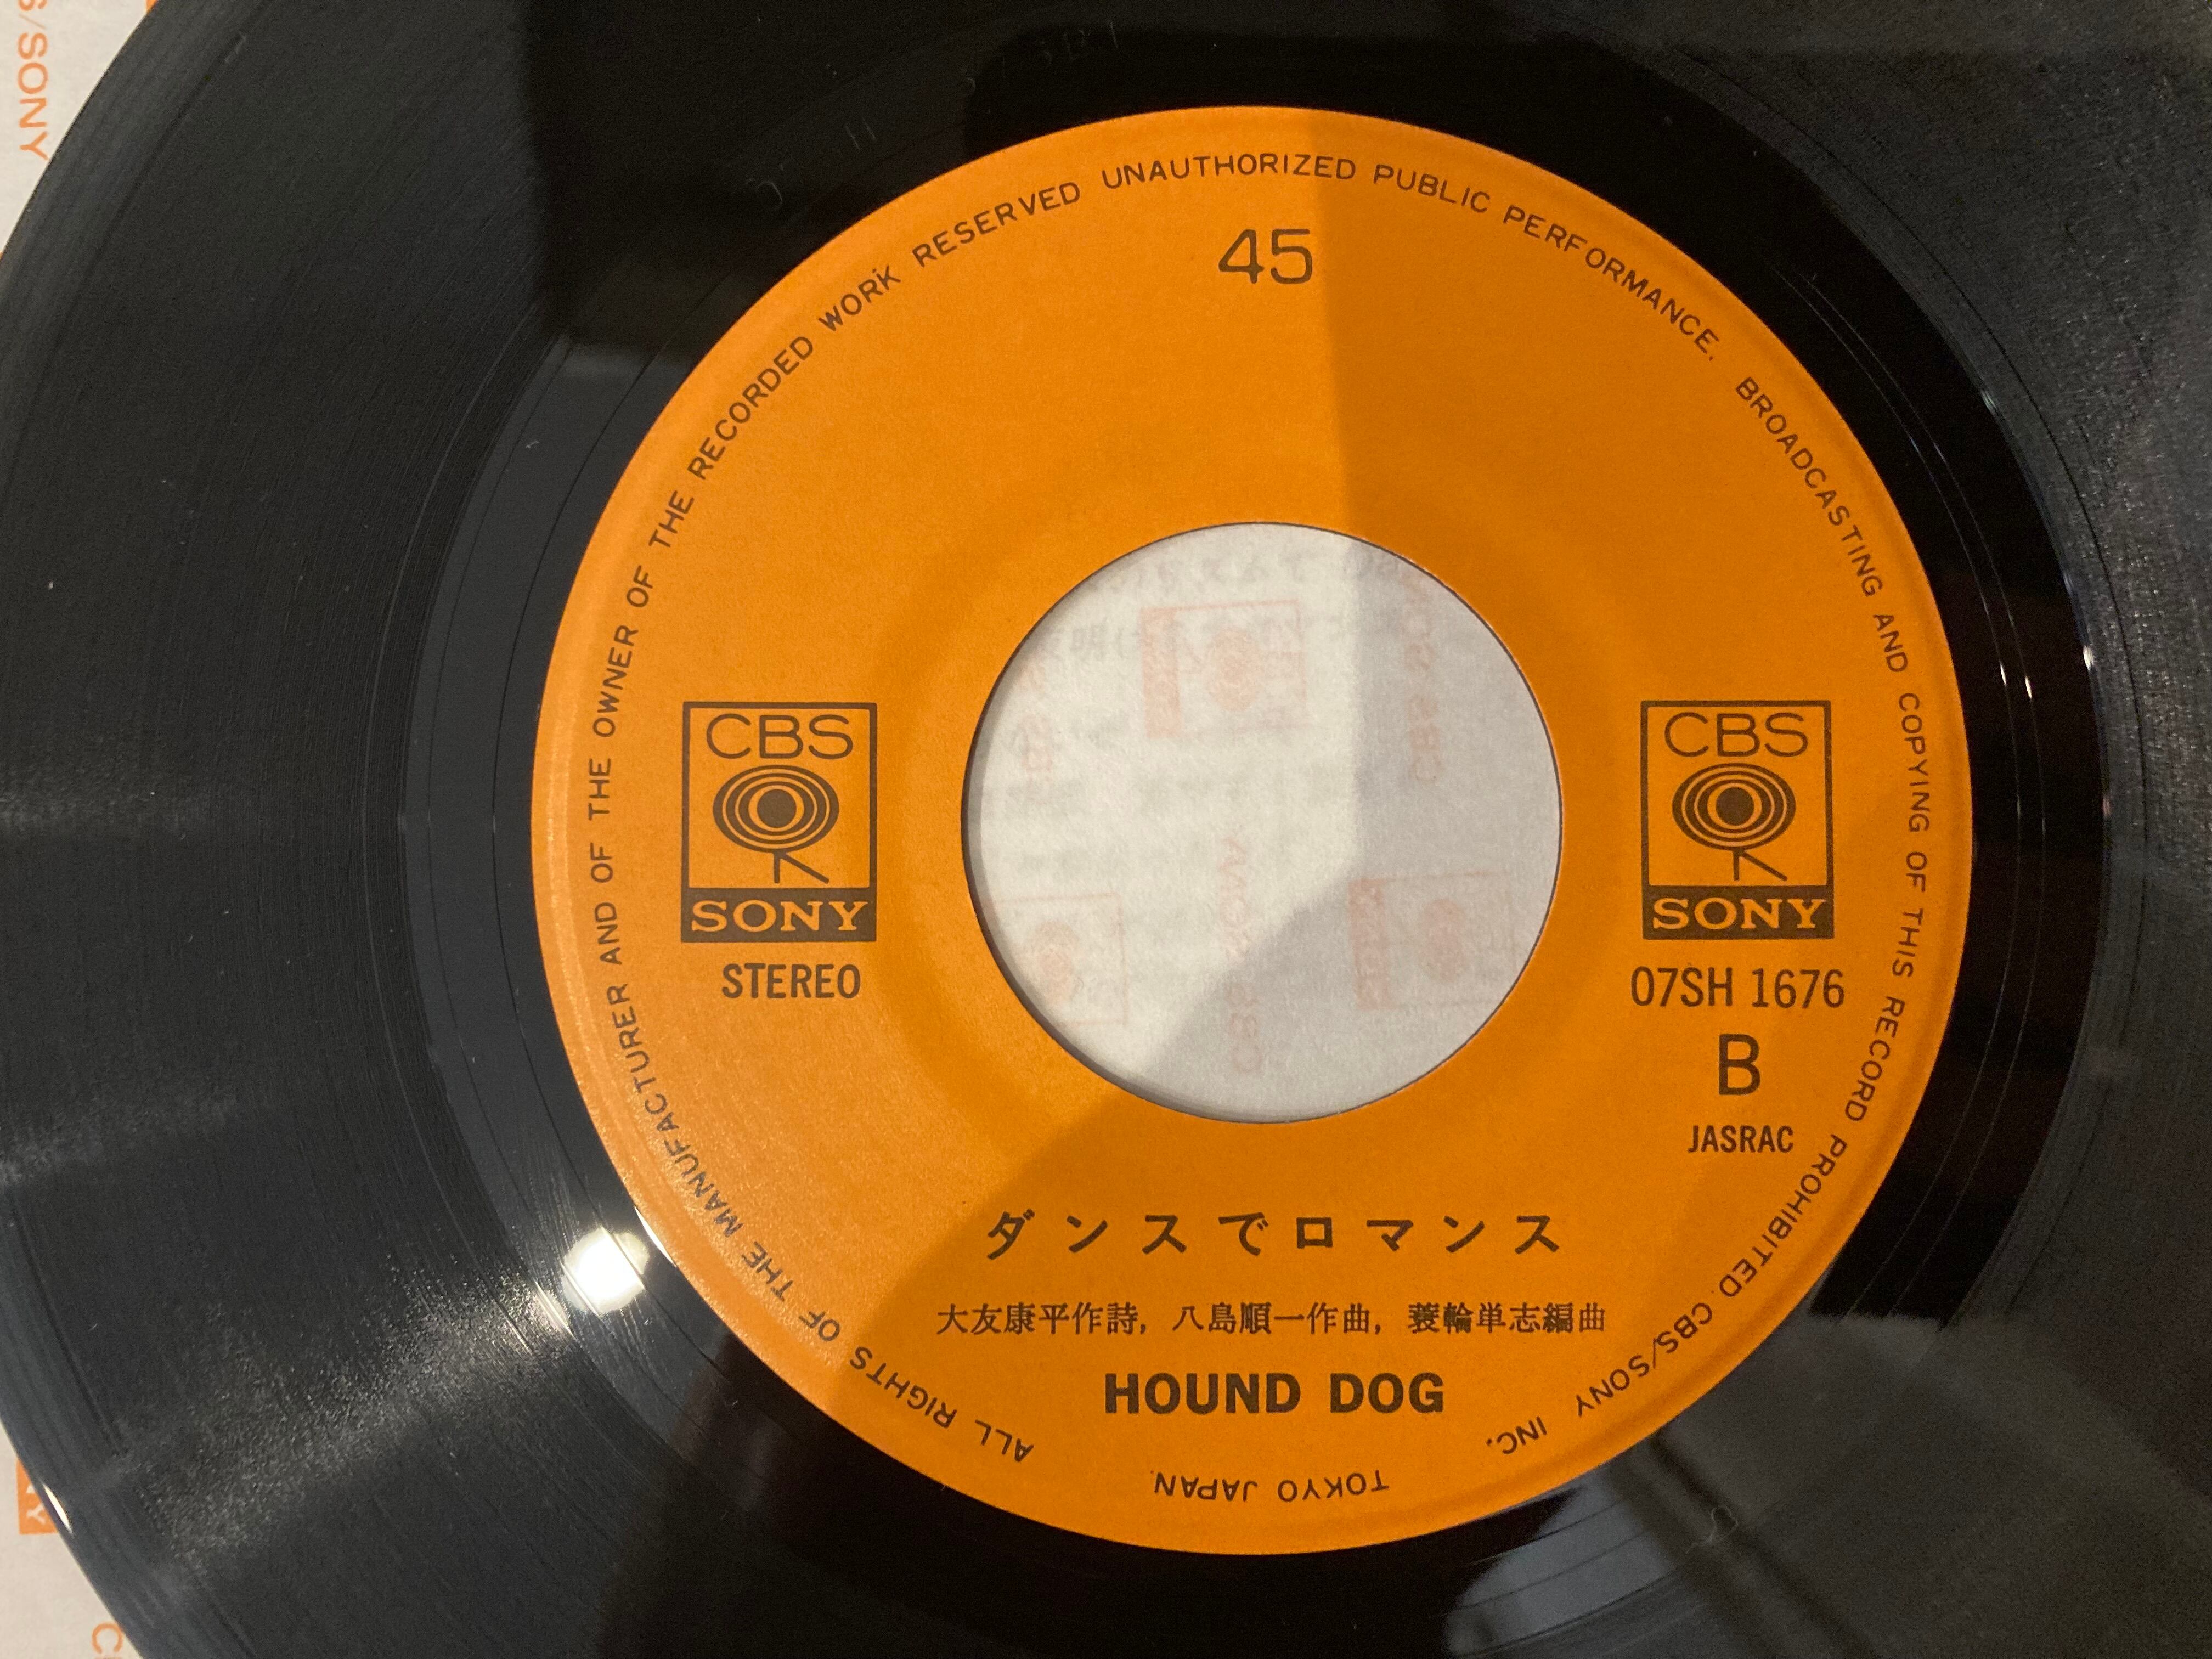 S/SONY
ALL RIGHTS OF THE MANUFACTURER AND OF THE OWNER OF THE RECORDED WORK RESERVED UNAUTHORIZED PUBLIC PERFORMANCE. BROADCASTING AND COPYING OF THIS RECORD PROHIBITED CBS/SONY INC. TOKYO JAPAN.
45
CBS
SONY
STEREO
CBS
SONY
07SH 1676
B
JASRAC
ダンスでロマンス
大友康平作詩, 八島順一作曲, 蓑輪単志編曲
HOUND DOG